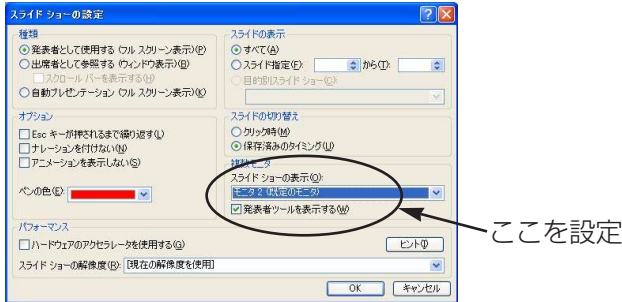 スライド ショーの設定
種類
発表者として使用する (フル スクリーン表示)(P)
出席者として参照する (ウィンドウ表示)(B)
スクロール バーを表示する(H)
自動プレゼンテーション (フル スクリーン表示)(K)
スライドの表示
すべて(A)
スライド指定(F): から(T):
目的別スライド ショー(C):
オプション
Esc キーが押されるまで繰り返す(L)
ナレーションを付けない(N)
アニメーションを表示しない(S)
ペンの色(E):
スライドの切り替え
クリック時(M)
保存済みのタイミング(U)
複数モニタ
スライド ショーの表示(O):
モニタ 2 (既定のモニタ)
発表者ツールを表示する(W)
ここを設定
パフォーマンス
ハードウェアのアクセラレータを使用する(G)
ヒント(I)
スライド ショーの解像度(R): [現在の解像度を使用]
OK キャンセル